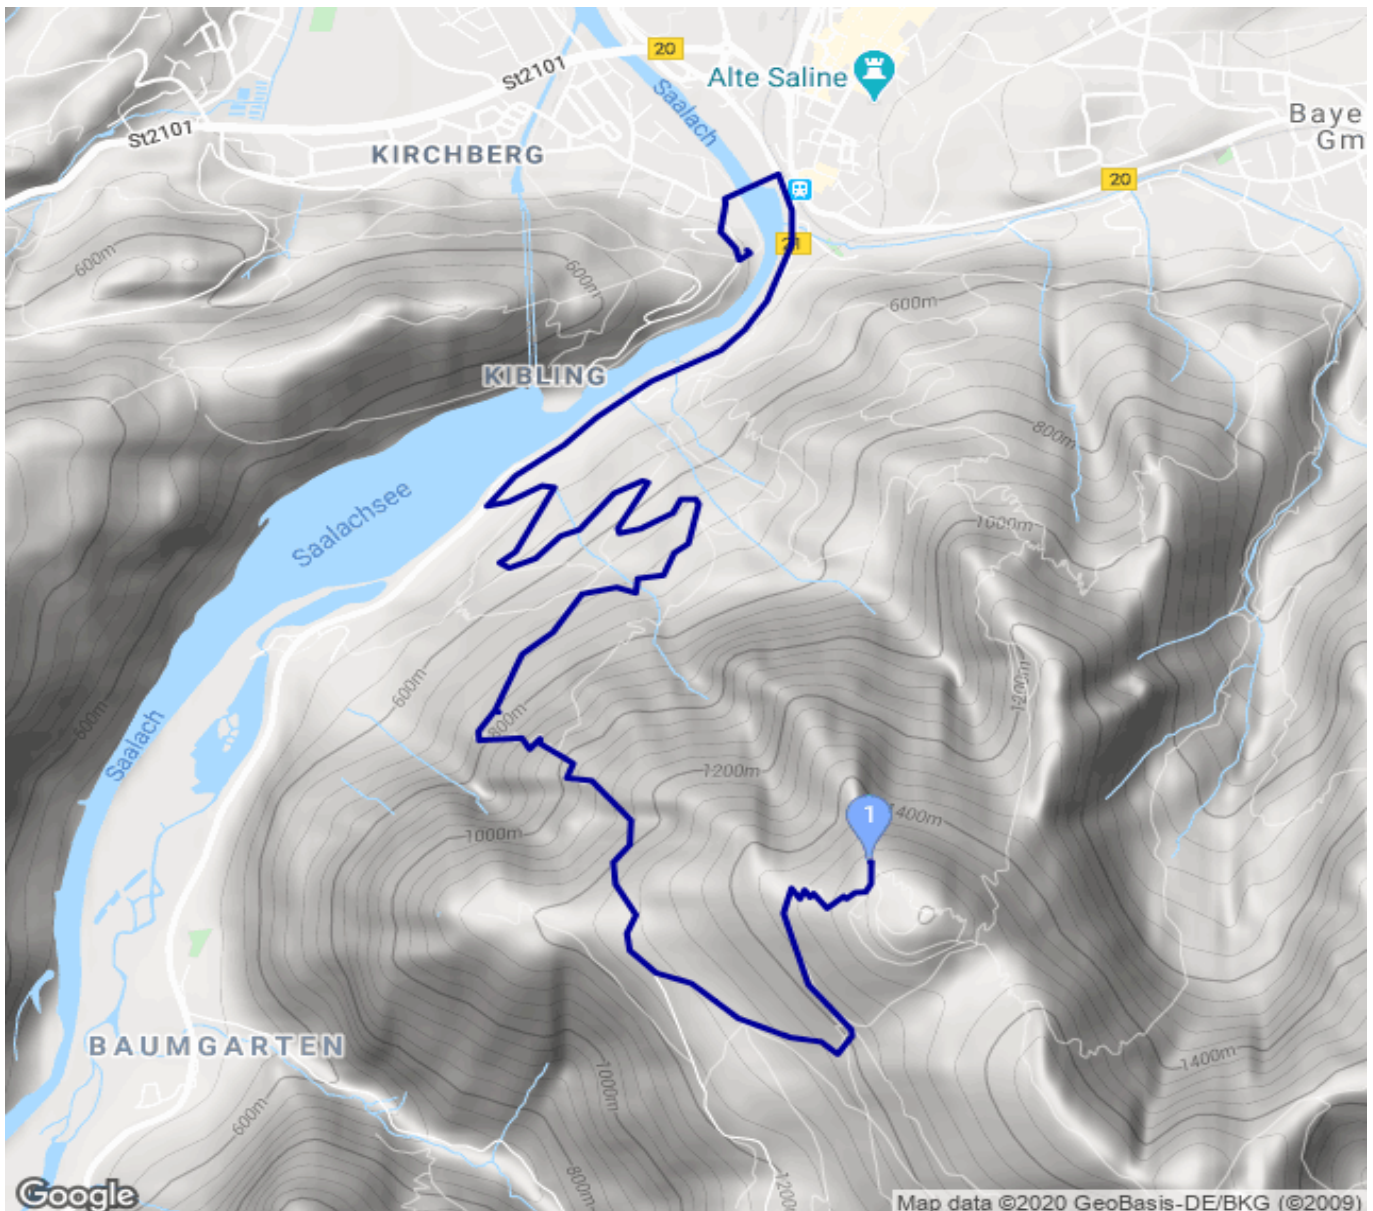 20
St2101
Alte Saline
Saalach
St2101
Baye
Gm
KIRCHBERG
20
21
600m
600m
600m
KIBLING
800m
Saalachsee
1000m
600m
1200m
600m
800m
Saalach
1200m
1
1400m
1000m
BAUMGARTEN
1400m
1000m
600m
800m
1200
Google
Map data ©2020 GeoBasis-DE/BKG (©2009)